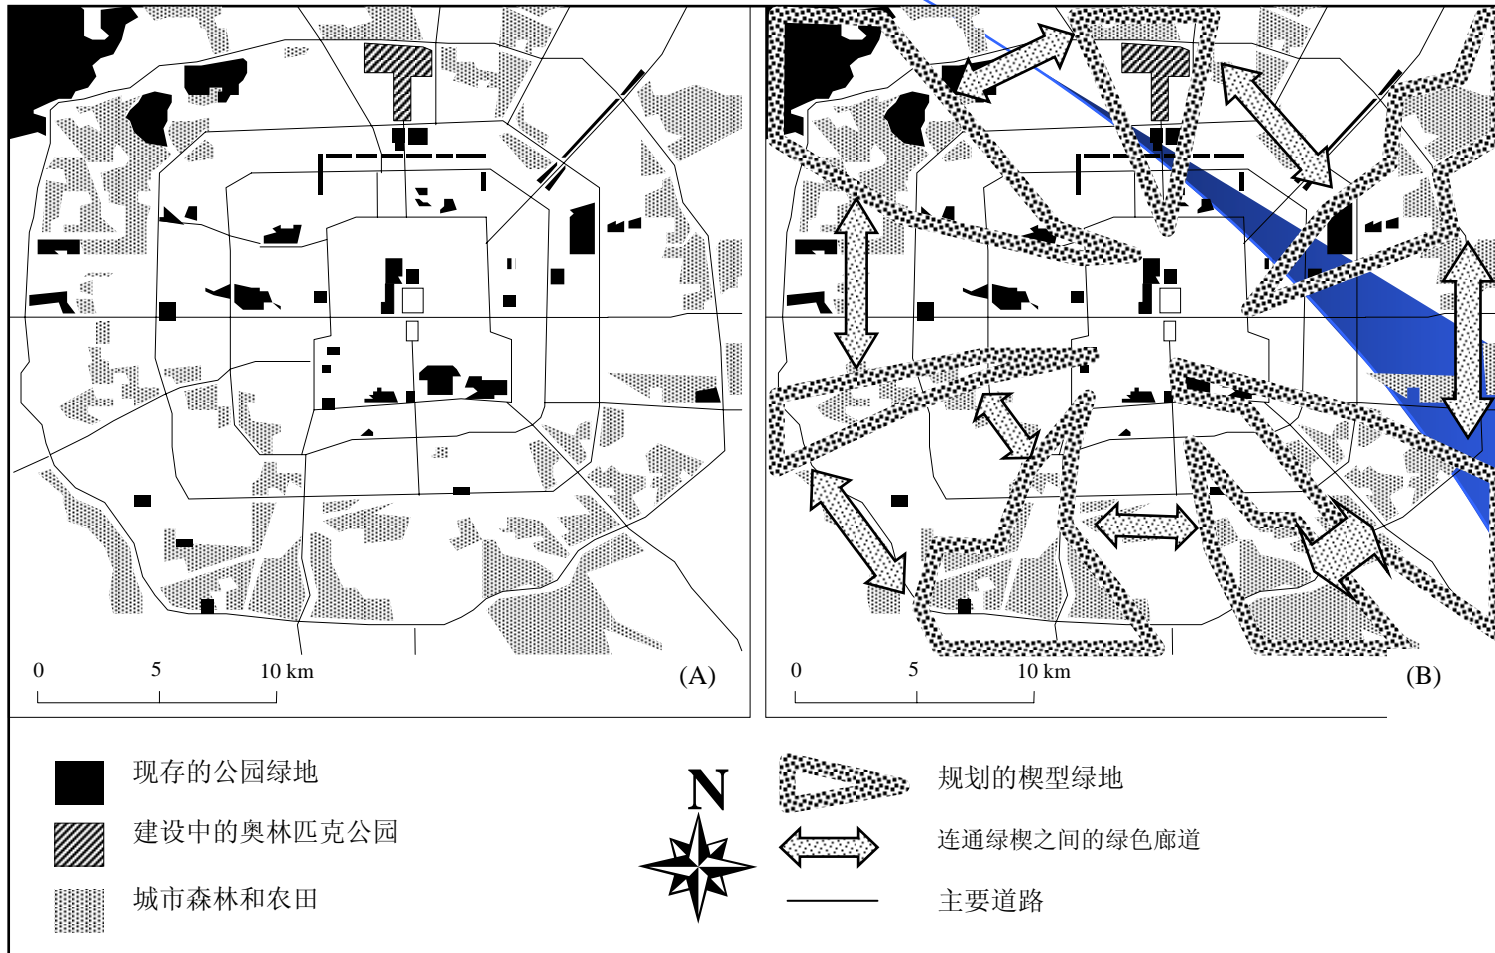 0 5 10 km (A)
0 5 10 km (B)
现存的公园绿地
建设中的奥林匹克公园
城市森林和农田
N
规划的楔型绿地
连通绿楔之间的绿色廊道
主要道路